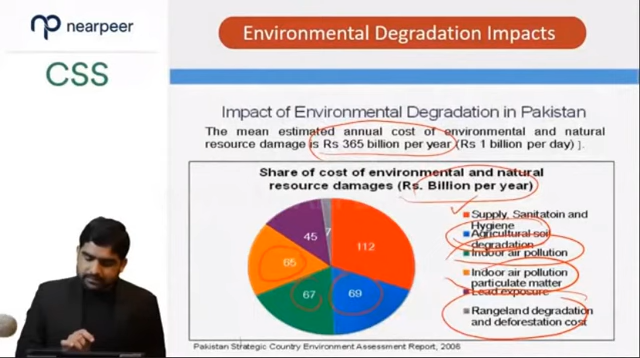 nearpeer
CSS
Environmental Degradation Impacts
Impact of Environmental Degradation in Pakistan
The mean estimated annual cost of environmental and natural
resource damage is Rs 365 billion per year (Rs 1 billion per day) ].
Share of cost of environmental and natural
resource damages (Rs. Billion per year)
112
69
67
65
45
7
Supply, Sanitatoin and
Hygiene
Agricultural soil
degradation
Indoor air pollution
Indoor air pollution
particulate matter
Lead exposure
Rangeland degradation
and deforestation cost
Pakistan Strategic Country Environment Assessment Report, 2006